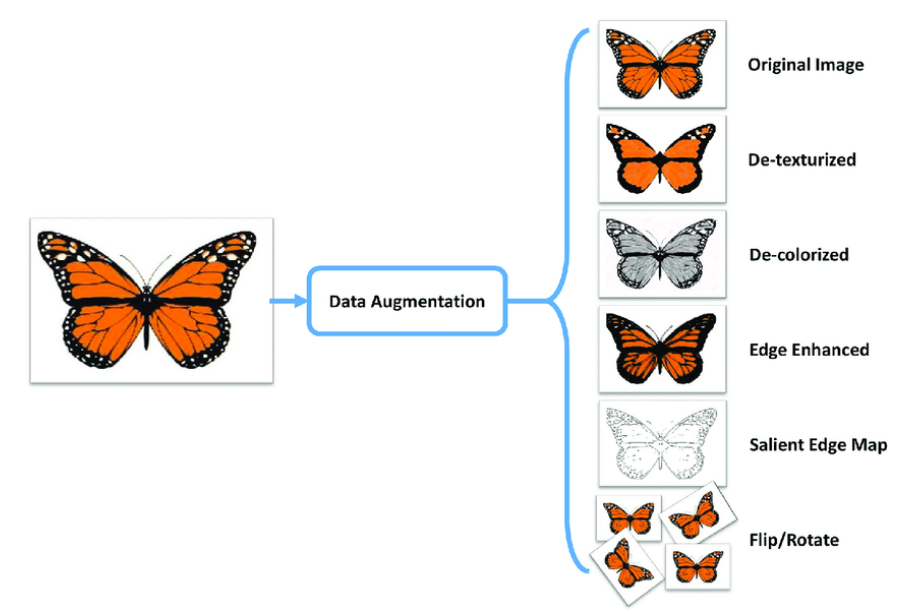 Original Image
De-texturized
De-colorized
Data Augmentation
Edge Enhanced
Salient Edge Map
Flip/Rotate